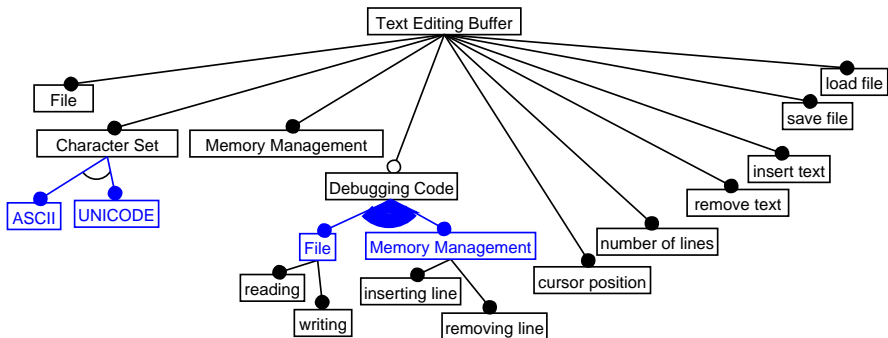 Text Editing Buffer
load file
File
save file
Character Set
Memory Management
insert text
Debugging Code
remove text
ASCII
UNICODE
number of lines
File
Memory Management
cursor position
reading
inserting line
writing
removing line